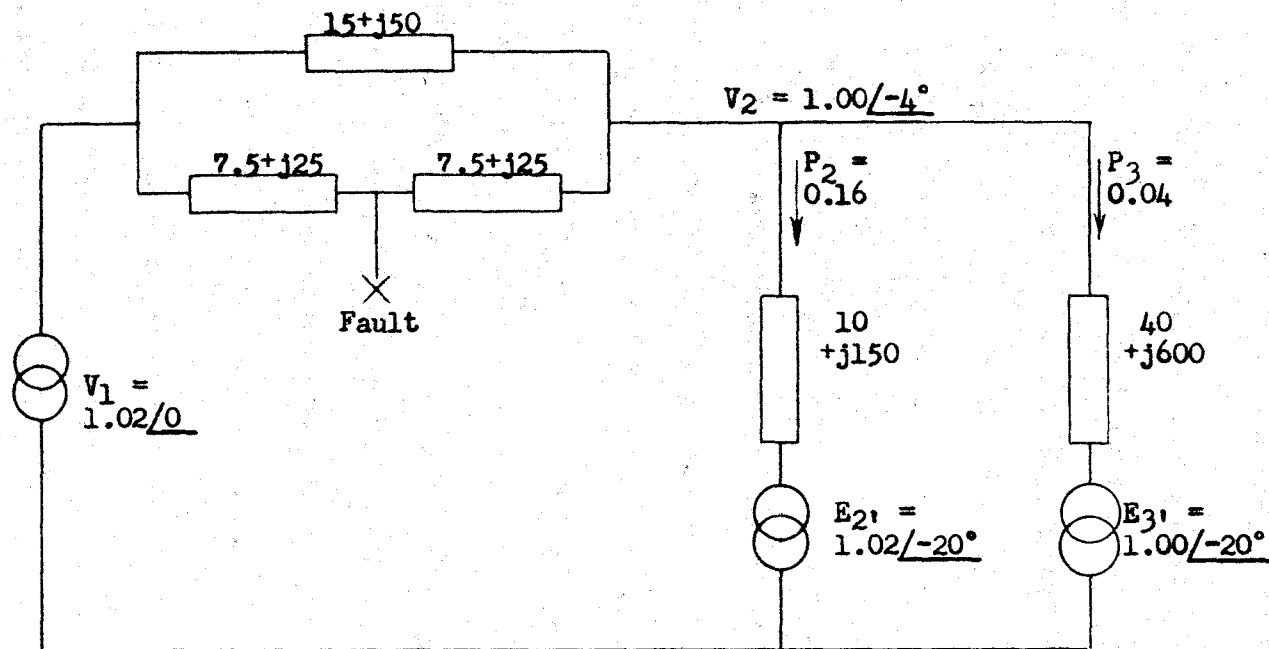 15+j50
V2 = 1.00/-4°
7.5+j25
7.5+j25
P2 =
0.16
P3 =
0.04
Fault
10
+j150
40
+j600
V1 =
1.02/0
E2' =
1.02/-20°
E3' =
1.00/-20°